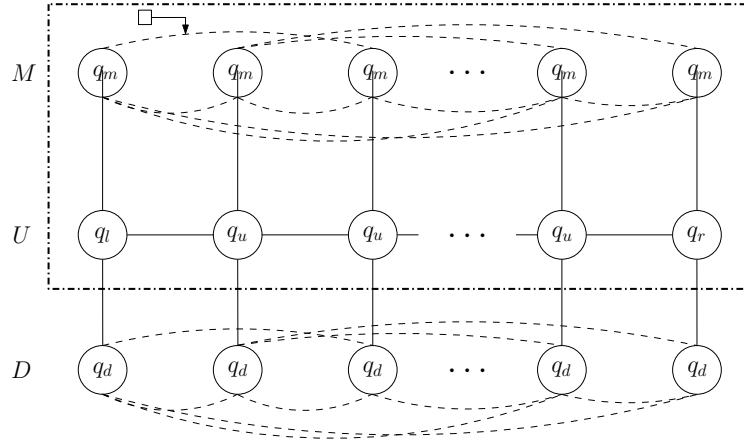 M q_m q_m q_m ··· q_m q_m
U q_l q_u q_u ··· q_u q_r
D q_d q_d q_d ··· q_d q_d